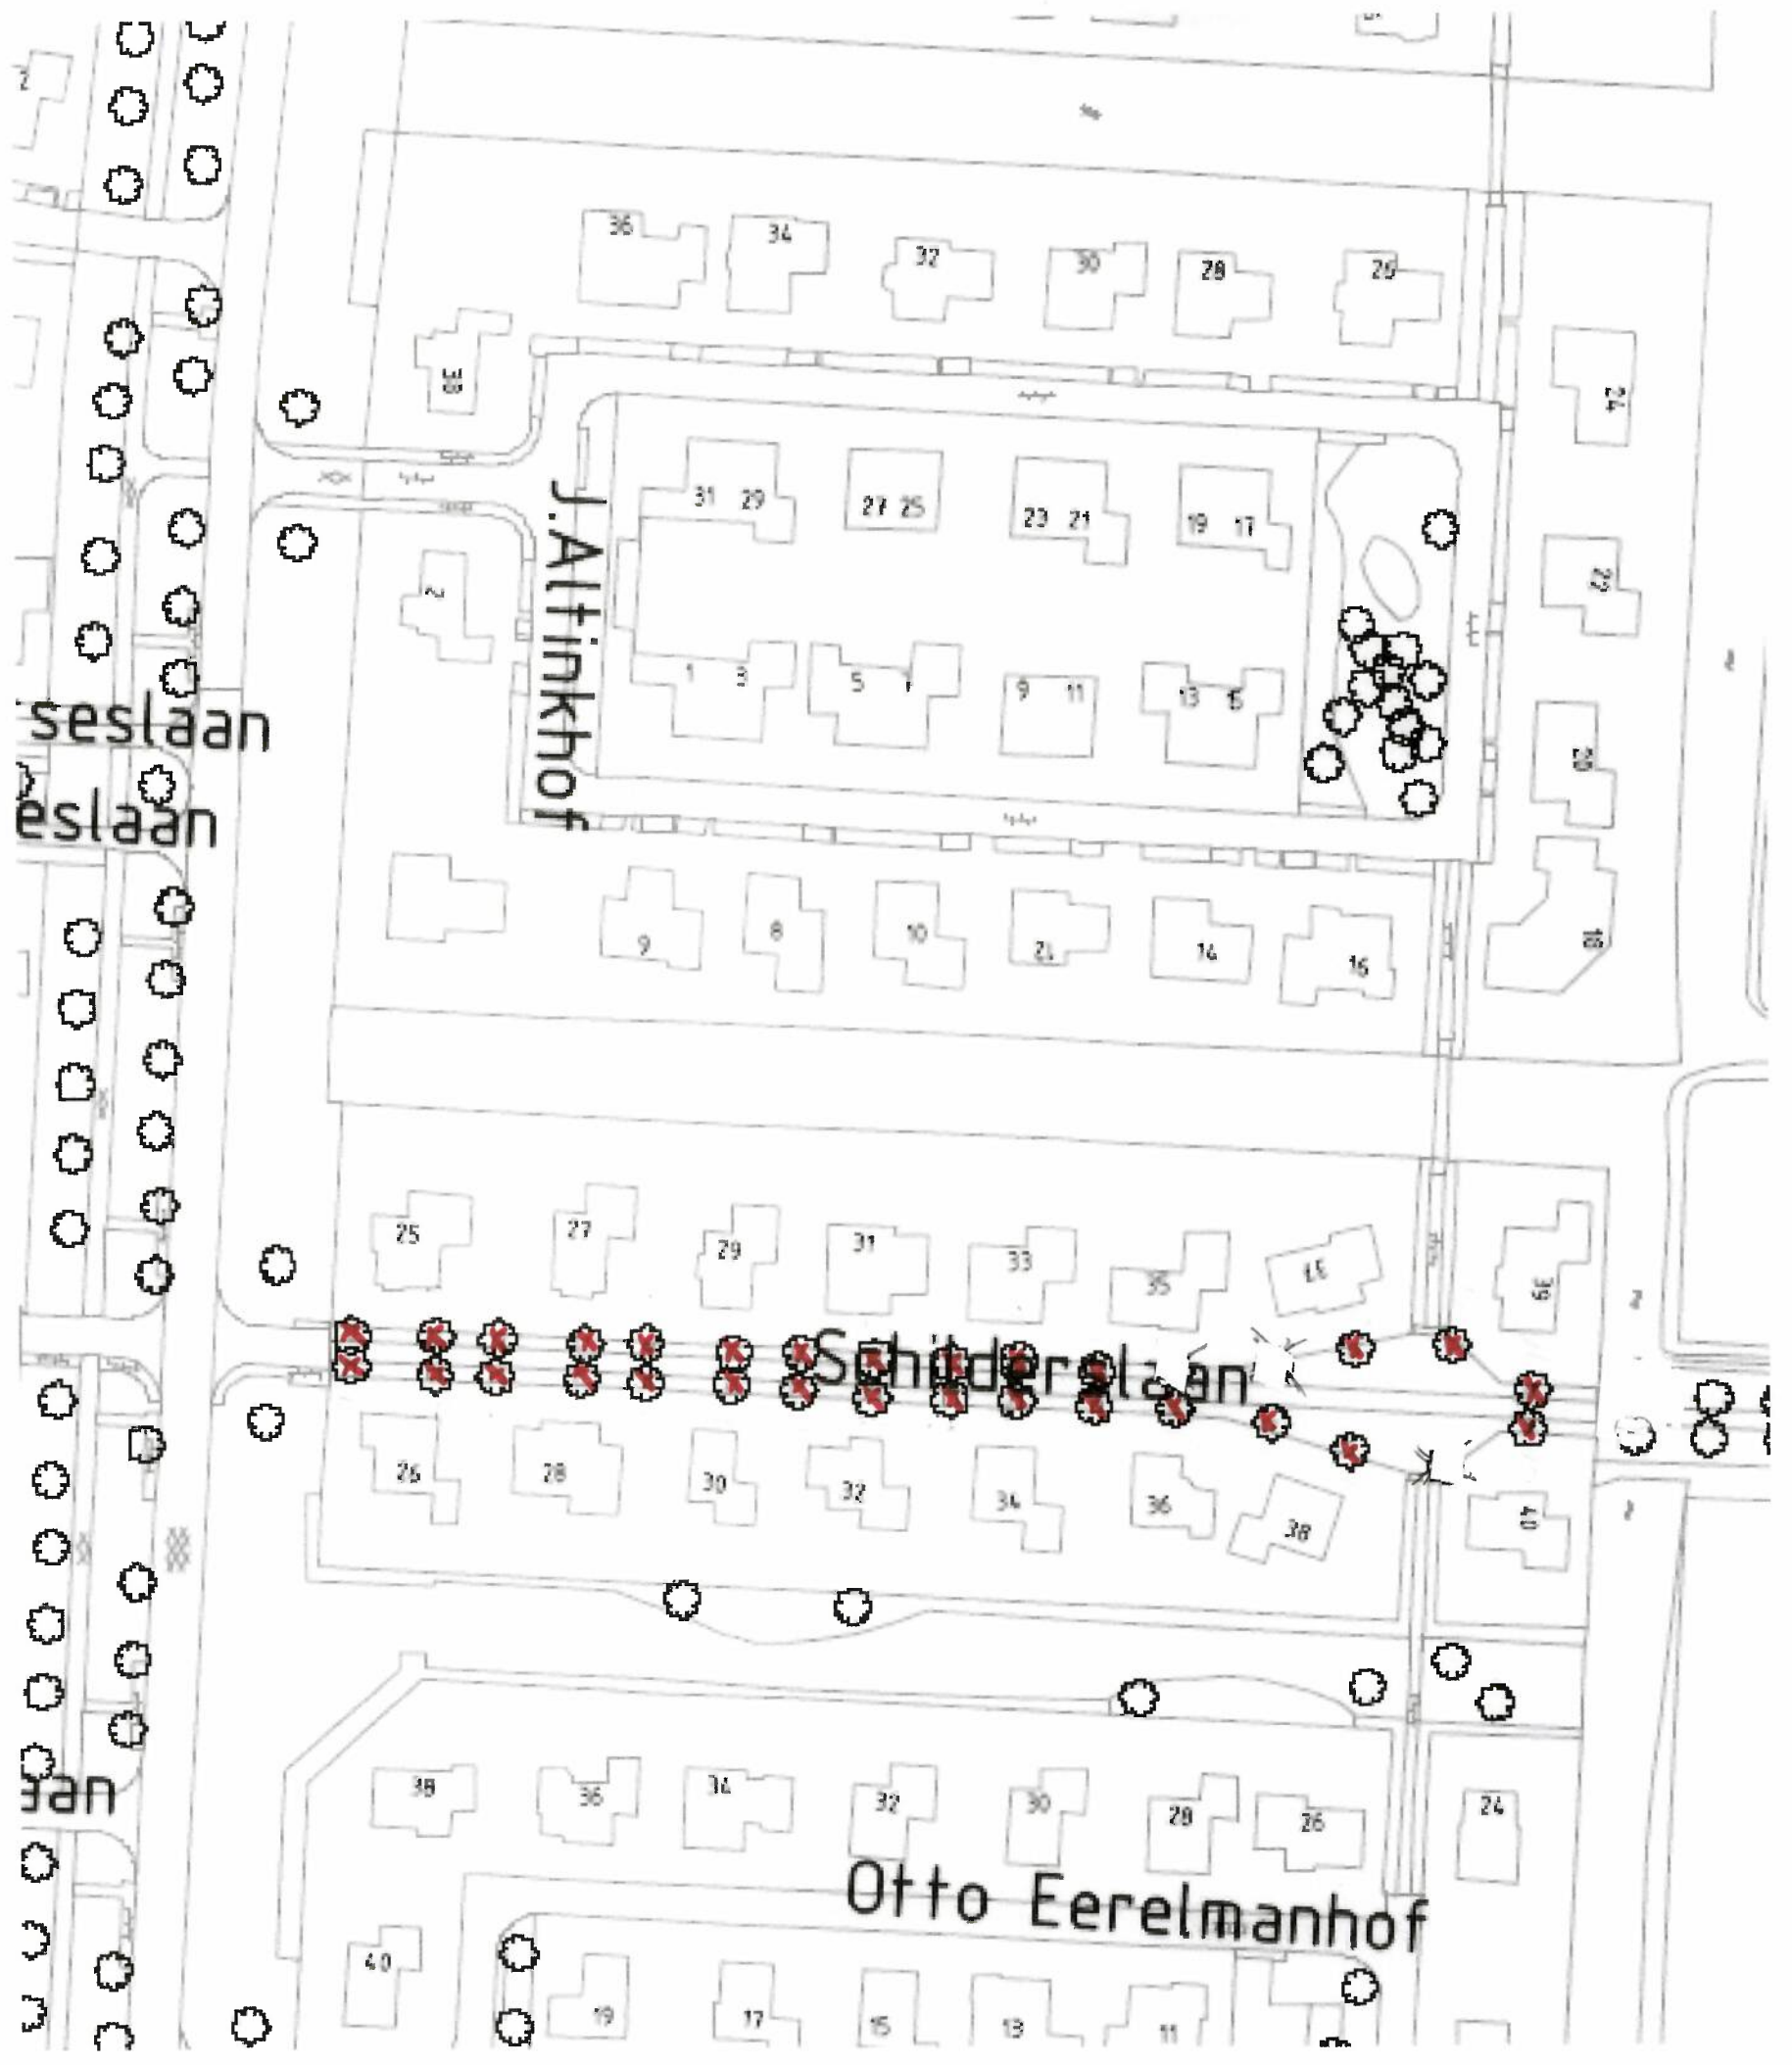 36 34 32 30 28 26
38
24
31 29 27 25 23 21 19 17
J.Altinkhof
2
22
1 3 5 7 9 11 13 15
seslaan
20
eslaan
9 8 10 12 14 16
18
25 27 29 31 33 35 37 39
Schilderslaan
26 28 30 32 34 36 38 40
aan
38 36 34 32 30 28 26 24
Otto Eerelmanhof
40
19 17 15 13 11